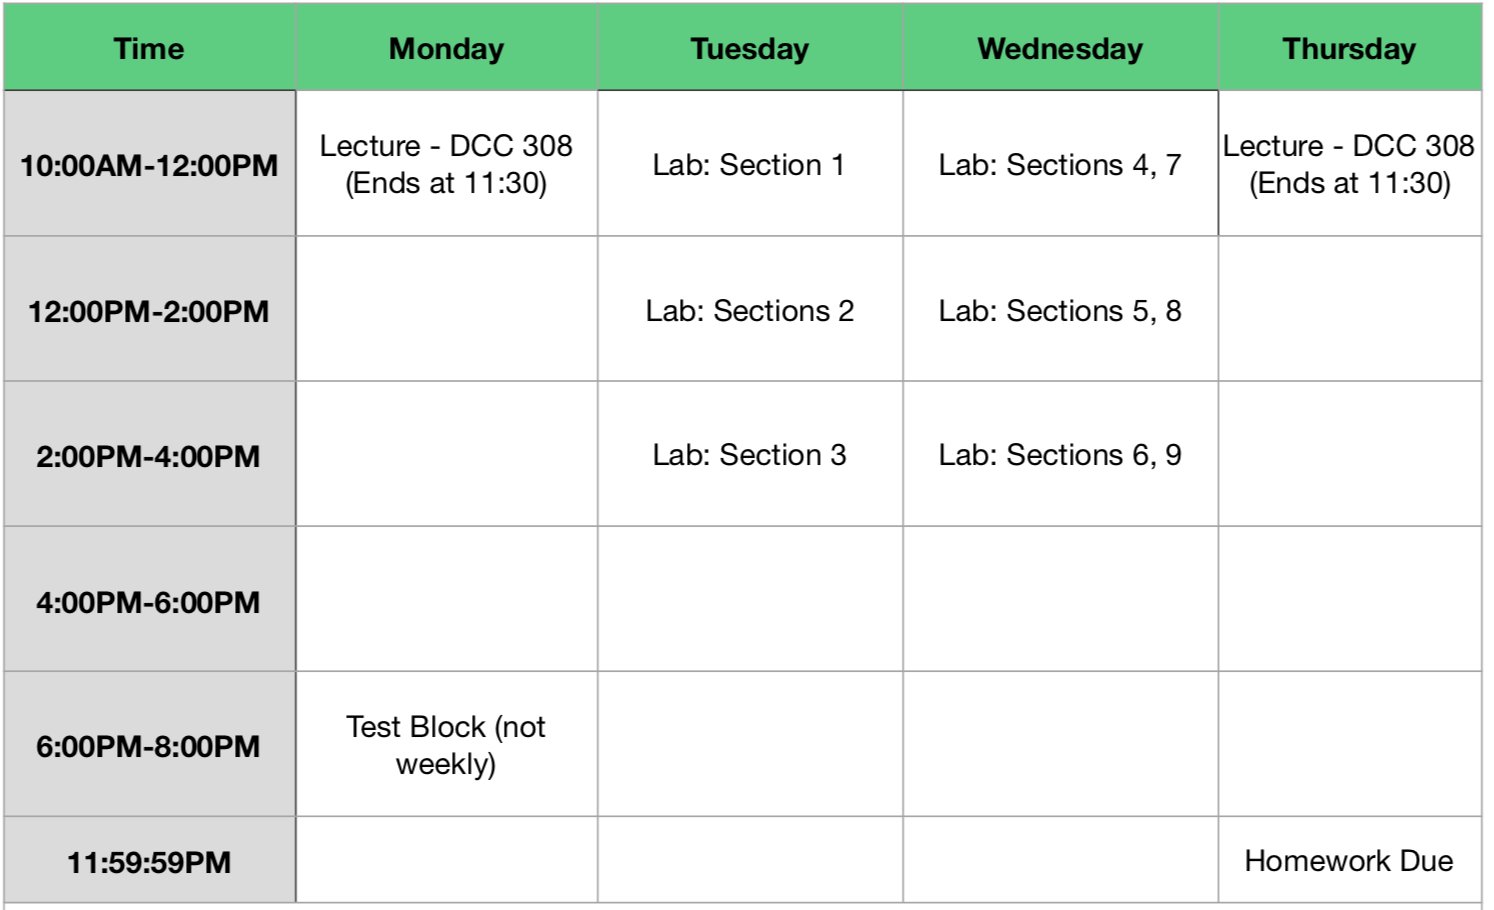 Time Monday Tuesday Wednesday Thursday
10:00AM-12:00PM
Lecture - DCC 308
(Ends at 11:30)
Lab: Section 1
Lab: Sections 4, 7
Lecture - DCC 308
(Ends at 11:30)
12:00PM-2:00PM
Lab: Sections 2
Lab: Sections 5, 8
2:00PM-4:00PM
Lab: Section 3
Lab: Sections 6, 9
4:00PM-6:00PM
6:00PM-8:00PM
Test Block (not
weekly)
11:59:59PM
Homework Due